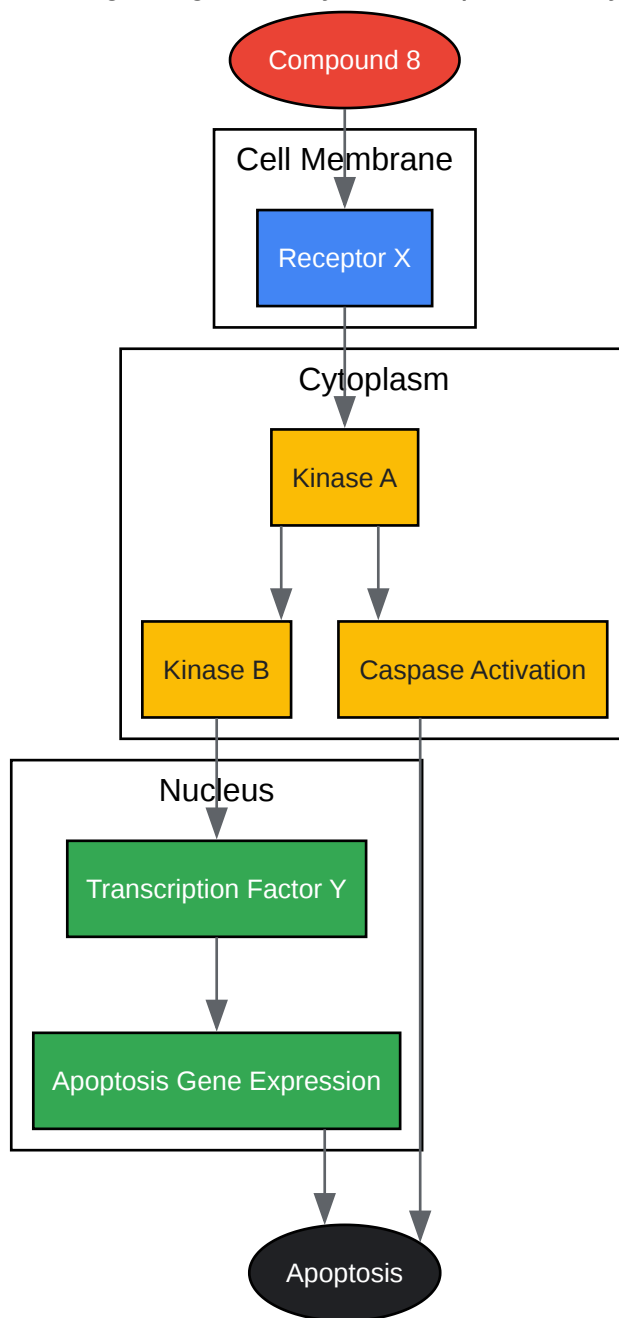 Compound 8
Cell Membrane
Receptor X
Cytoplasm
Kinase A
Kinase B
Caspase Activation
Nucleus
Transcription Factor Y
Apoptosis Gene Expression
Apoptosis